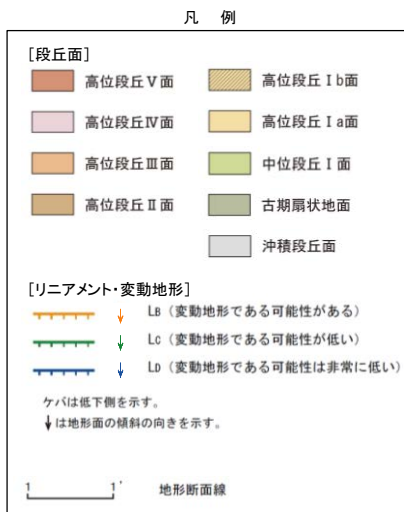 凡 例
[段丘面]
高位段丘Ⅴ面
高位段丘Ⅳ面
高位段丘Ⅲ面
高位段丘Ⅱ面
高位段丘Ⅰb面
高位段丘Ⅰa面
中位段丘Ⅰ面
古期扇状地面
沖積段丘面
[リニアメント・変動地形]
LB（変動地形である可能性がある）
LC（変動地形である可能性が低い）
LD（変動地形である可能性は非常に低い）
ケバは低下側を示す。
↓は地形面の傾斜の向きを示す。
1 1' 地形断面線